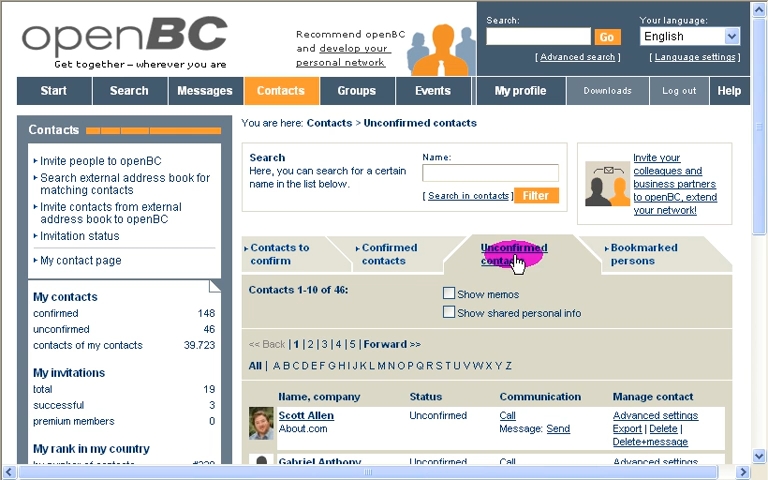 openBC
Get together – wherever you are
Recommend openBC
and develop your
personal network
Search:
Go
[ Advanced search ]
Your language:
English
[ Language settings ]
Start
Search
Messages
Contacts
Groups
Events
My profile
Downloads
Log out
Help
Contacts
Invite people to openBC
Search external address book for
matching contacts
Invite contacts from external
address book to openBC
Invitation status
My contact page
My contacts
confirmed 148
unconfirmed 46
contacts of my contacts 39.723
My invitations
total 19
successful 3
premium members 0
My rank in my country
You are here: Contacts > Unconfirmed contacts
Search
Here, you can search for a certain
name in the list below.
Name:
[ Search in contacts ] Filter
Invite your
colleagues and
business partners
to openBC, extend
your network!
Contacts to
confirm
Confirmed
contacts
Unconfirmed
contacts
Bookmarked
persons
Contacts 1-10 of 46:
Show memos
Show shared personal info
<< Back | 1 | 2 | 3 | 4 | 5 | Forward >>
All | A B C D E F G H I J K L M N O P Q R S T U V W X Y Z
Name, company Status Communication Manage contact
Scott Allen Unconfirmed Call Advanced settings
About.com Message: Send Export | Delete |
Delete+message
Gabriel Anthony Unconfirmed Call Advanced settings